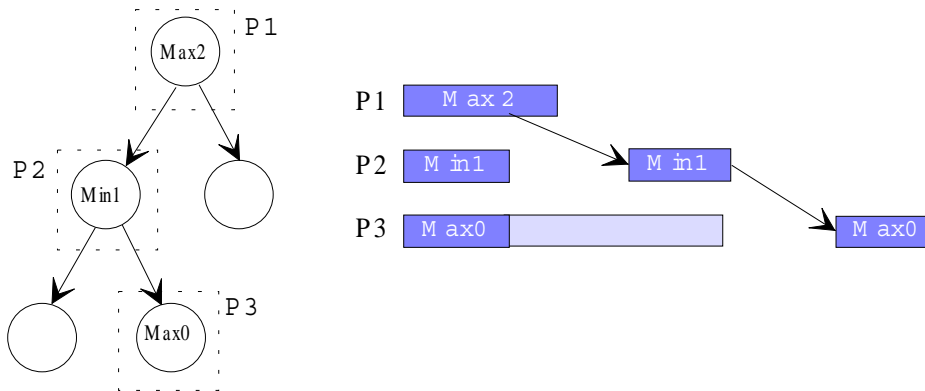 P1
Max2
P2
Min1
P3
Max0
P1 Max2
P2 Min1 Min1
P3 Max0 Max0